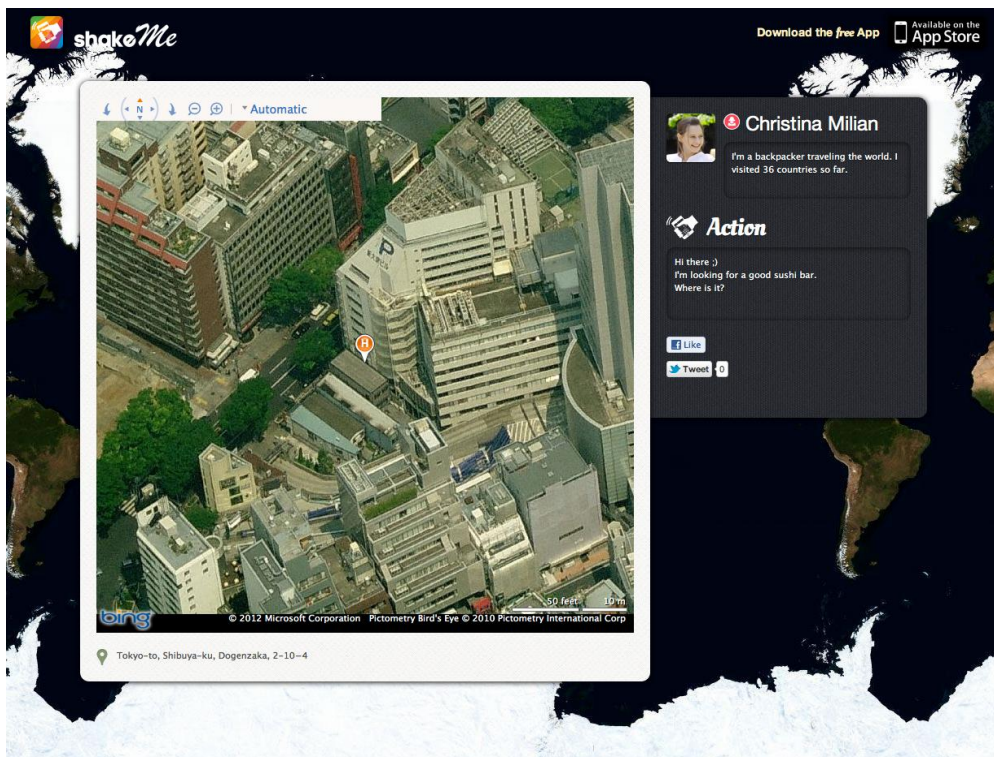 shakeMe
Download the free App
Available on the
App Store
N
Automatic
P
H
bing
50 feet
10 m
© 2012 Microsoft Corporation Pictometry Bird's Eye © 2010 Pictometry International Corp
Tokyo-to, Shibuya-ku, Dogenzaka, 2-10-4
Christina Milian
I'm a backpacker traveling the world. I
visited 36 countries so far.
Action
Hi there ;)
I'm looking for a good sushi bar.
Where is it?
Like
Tweet 0